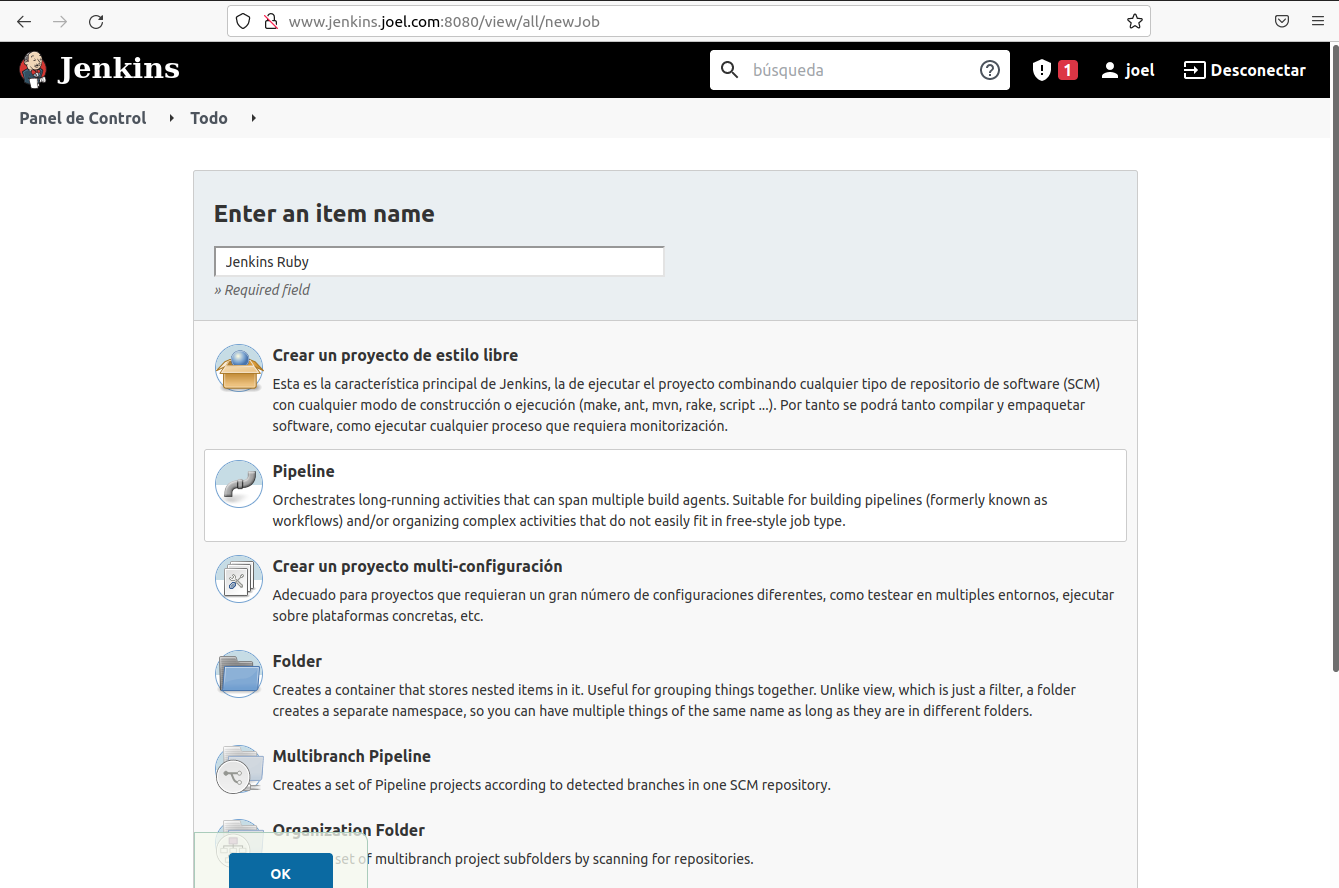 www.jenkins.joel.com:8080/view/all/newJob
Jenkins
búsqueda
1
joel
Desconectar
Panel de Control
Todo
Enter an item name
Jenkins Ruby
» Required field
Crear un proyecto de estilo libre
Esta es la característica principal de Jenkins, la de ejecutar el proyecto combinando cualquier tipo de repositorio de software (SCM)
con cualquier modo de construcción o ejecución (make, ant, mvn, rake, script ...). Por tanto se podrá tanto compilar y empaquetar
software, como ejecutar cualquier proceso que requiera monitorización.
Pipeline
Orchestrates long-running activities that can span multiple build agents. Suitable for building pipelines (formerly known as
workflows) and/or organizing complex activities that do not easily fit in free-style job type.
Crear un proyecto multi-configuración
Adecuado para proyectos que requieran un gran número de configuraciones diferentes, como testear en multiples entornos, ejecutar
sobre plataformas concretas, etc.
Folder
Creates a container that stores nested items in it. Useful for grouping things together. Unlike view, which is just a filter, a folder
creates a separate namespace, so you can have multiple things of the same name as long as they are in different folders.
Multibranch Pipeline
Creates a set of Pipeline projects according to detected branches in one SCM repository.
Organization Folder
set of multibranch project subfolders by scanning for repositories.
OK